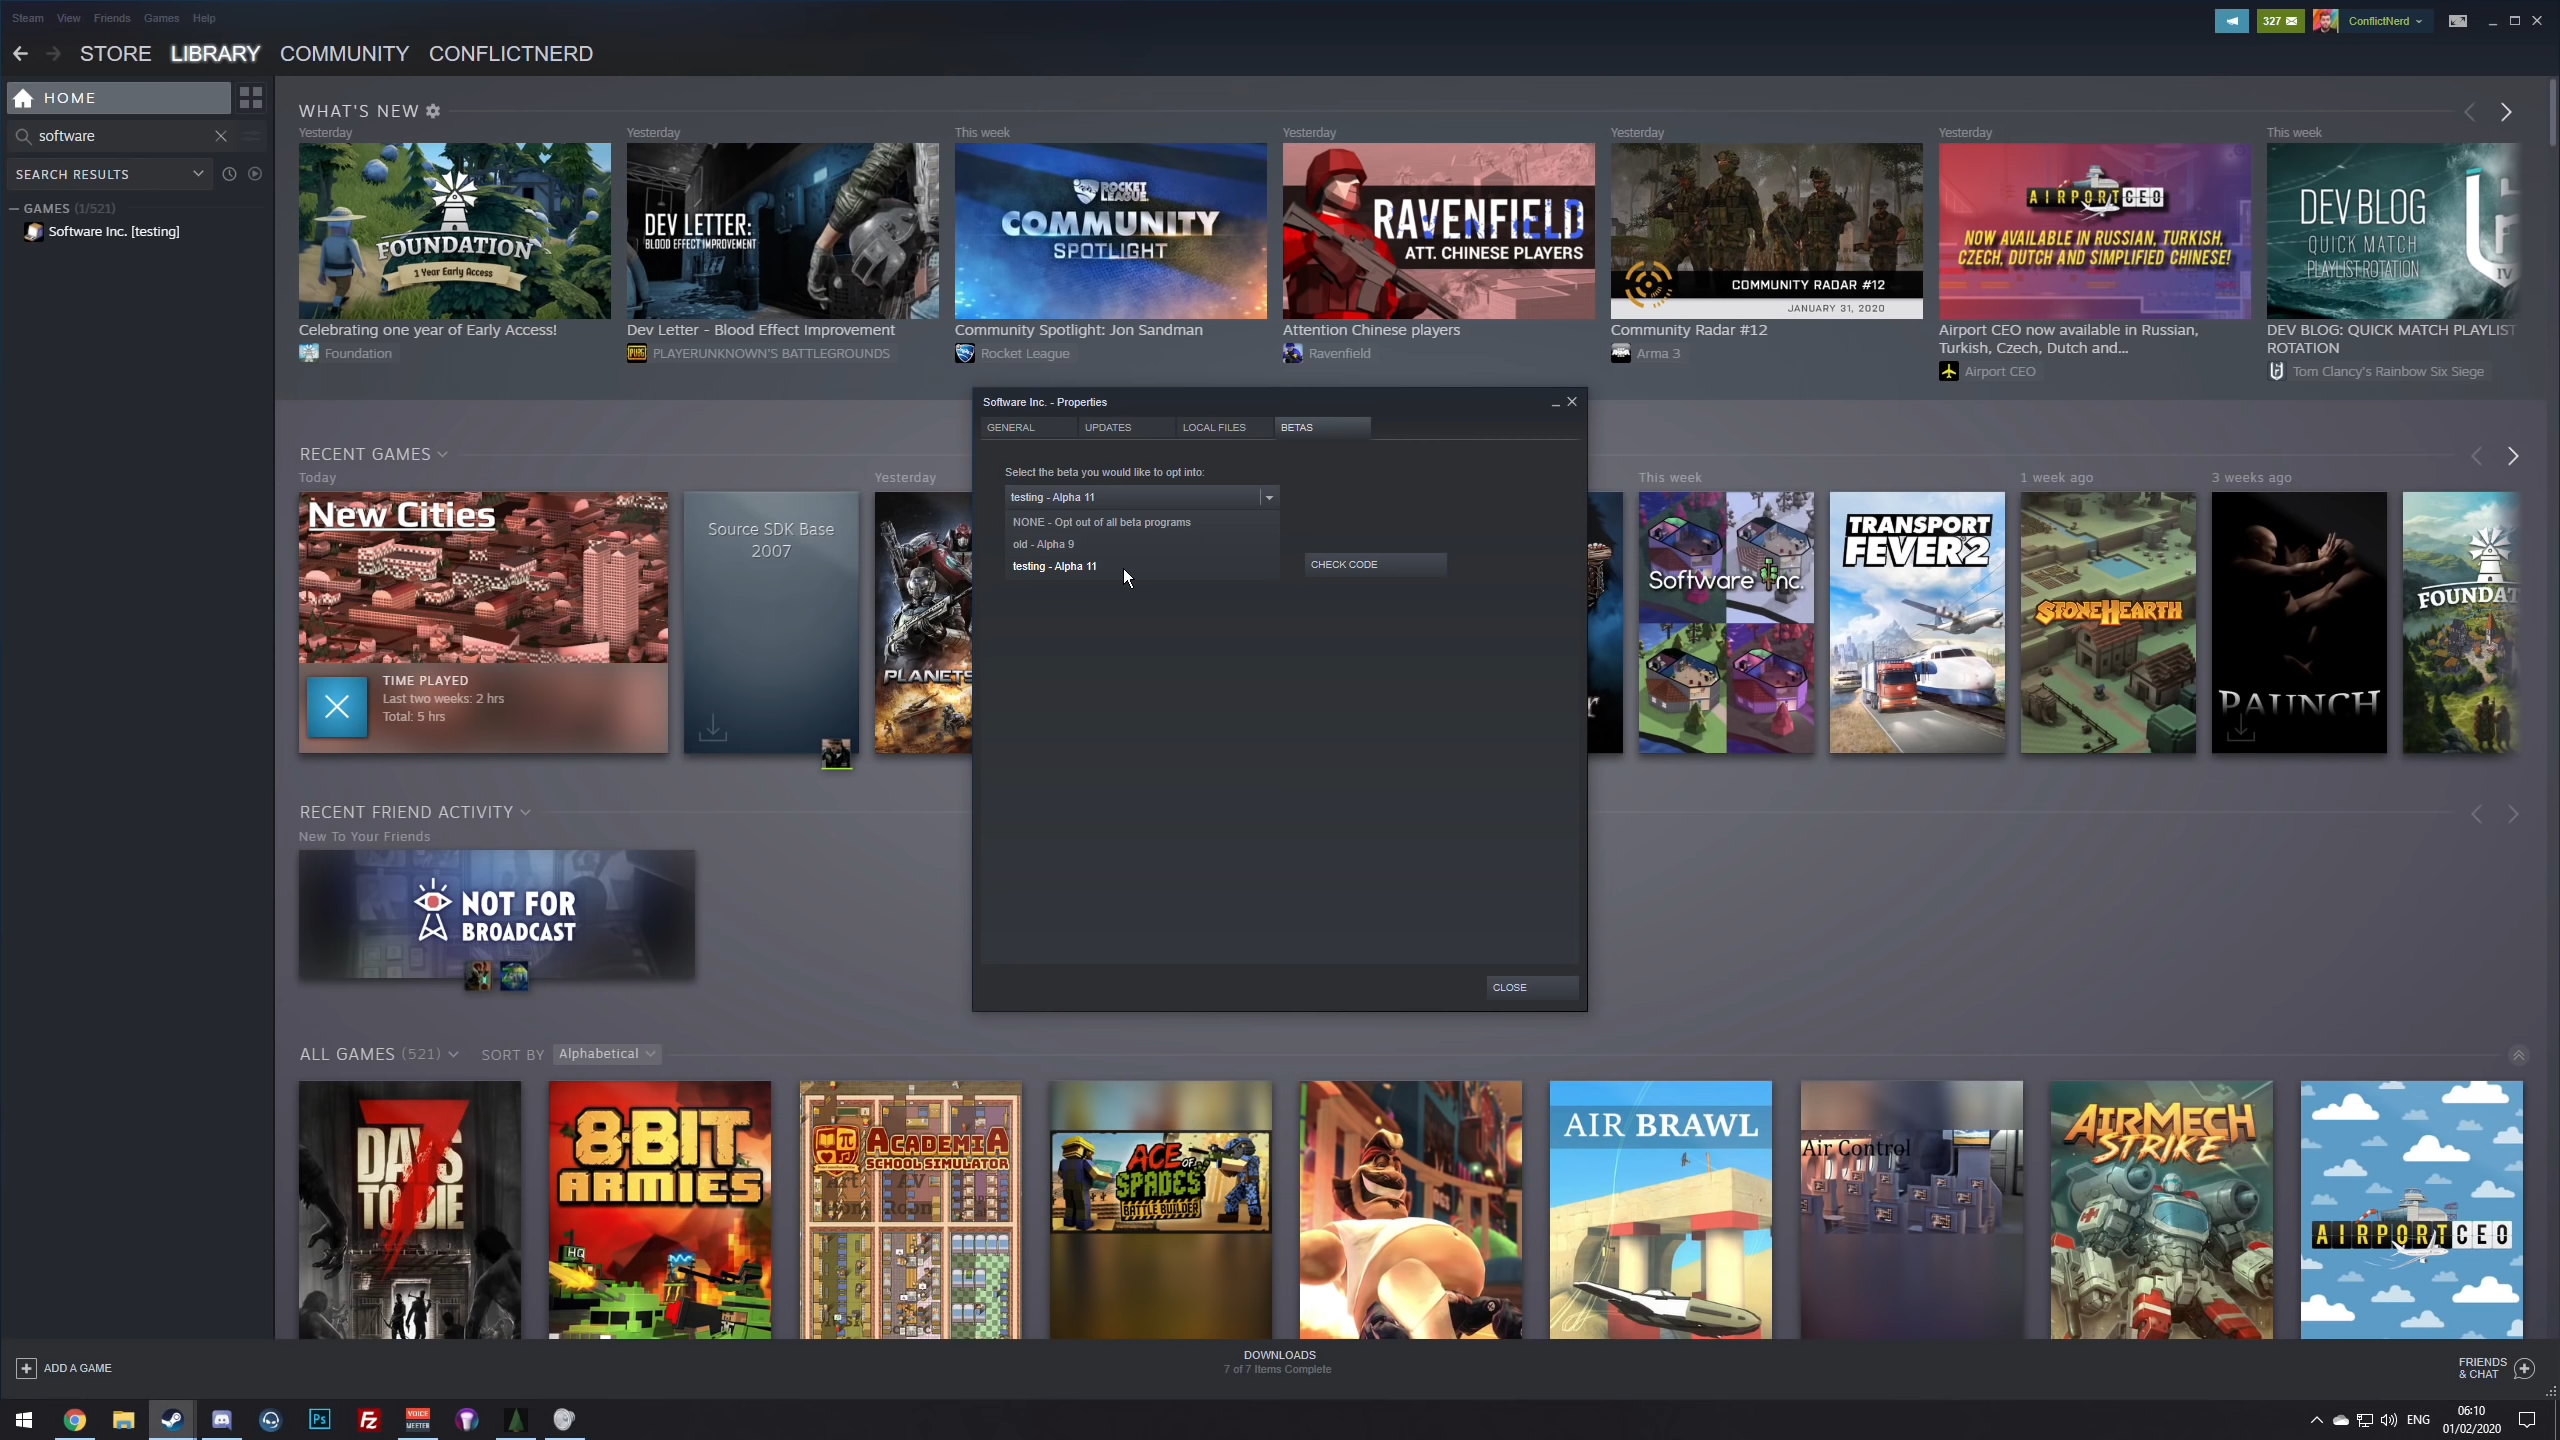 Steam View Friends Games Help
327
ConflictNerd
STORE LIBRARY COMMUNITY CONFLICTNERD
HOME
software
SEARCH RESULTS
GAMES (1/521)
Software Inc. [testing]
WHAT'S NEW
Yesterday
Yesterday
This week
Yesterday
Yesterday
Yesterday
This week
FOUNDATION
1 Year Early Access
DEV LETTER:
BLOOD EFFECT IMPROVEMENT
ROCKET
LEAGUE
COMMUNITY
SPOTLIGHT
RAVENFIELD
ATT. CHINESE PLAYERS
COMMUNITY RADAR #12
JANUARY 31, 2020
AIRPORTCEO
NOW AVAILABLE IN RUSSIAN, TURKISH,
CZECH, DUTCH AND SIMPLIFIED CHINESE!
DEV BLOG
QUICK MATCH
PLAYLIST ROTATION
IV
Celebrating one year of Early Access!
Foundation
Dev Letter - Blood Effect Improvement
PLAYERUNKNOWN'S BATTLEGROUNDS
Community Spotlight: Jon Sandman
Rocket League
Attention Chinese players
Ravenfield
Community Radar #12
Arma 3
Airport CEO now available in Russian,
Turkish, Czech, Dutch and...
Airport CEO
DEV BLOG: QUICK MATCH PLAYLIST
ROTATION
Tom Clancy's Rainbow Six Siege
RECENT GAMES
Today
Yesterday
This week
1 week ago
3 weeks ago
New Cities
TIME PLAYED
Last two weeks: 2 hrs
Total: 5 hrs
Source SDK Base
2007
PLANETS
Software Inc.
TRANSPORT
FEVER 2
STONEHEARTH
PAUNCH
FOUNDAT
Software Inc. - Properties
GENERAL
UPDATES
LOCAL FILES
BETAS
Select the beta you would like to opt into:
testing - Alpha 11
NONE - Opt out of all beta programs
old - Alpha 9
testing - Alpha 11
CHECK CODE
CLOSE
RECENT FRIEND ACTIVITY
New To Your Friends
NOT FOR
BROADCAST
ALL GAMES (521)
SORT BY Alphabetical
7
DAYS
TO DIE
8-BIT
ARMIES
HQ
ACADEMIA
SCHOOL SIMULATOR
ACE OF
SPADES
BATTLE BUILDER
AIR BRAWL
Air Control
AIRMECH
STRIKE
AIRPORTCEO
ADD A GAME
DOWNLOADS
7 of 7 Items Complete
FRIENDS
& CHAT
Ps
Fz
VOICE
MEETER
ENG
06:10
01/02/2020